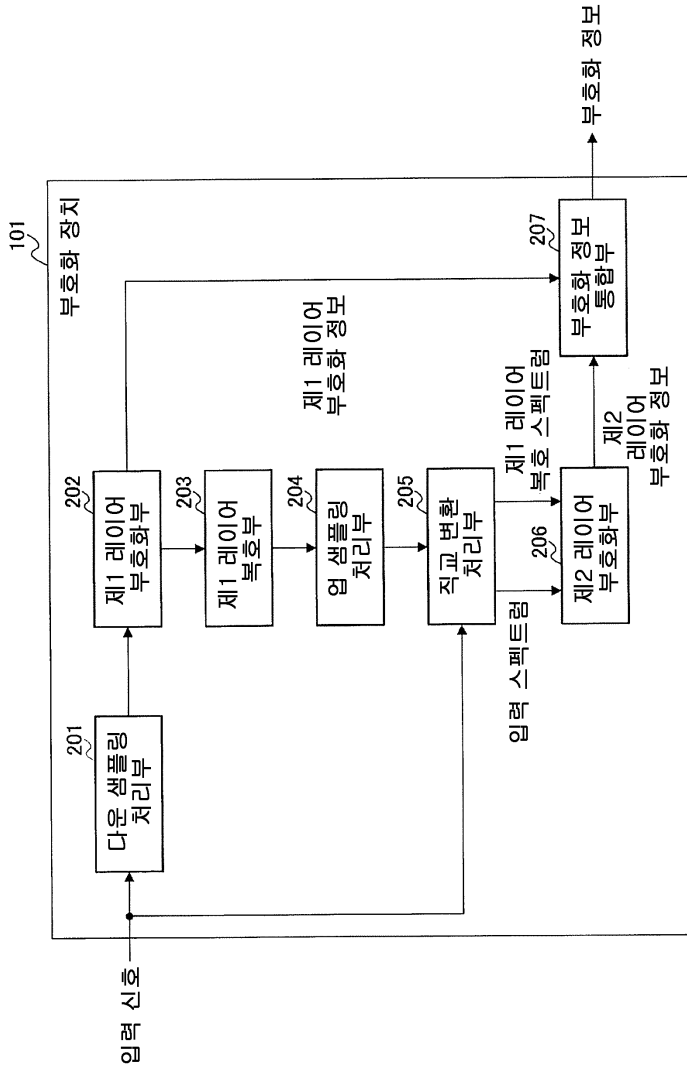 101
부호화 장치
입력 신호
201
다운 샘플링
처리부
202
제1 레이어
부호화부
203
제1 레이어
복호부
204
업 샘플링
처리부
205
직교 변환
처리부
제1 레이어
부호화 정보
입력 스펙트럼
제1 레이어
복호 스펙트럼
206
제2 레이어
부호화부
제2
레이어
부호화 정보
207
부호화 정보
통합부
부호화 정보